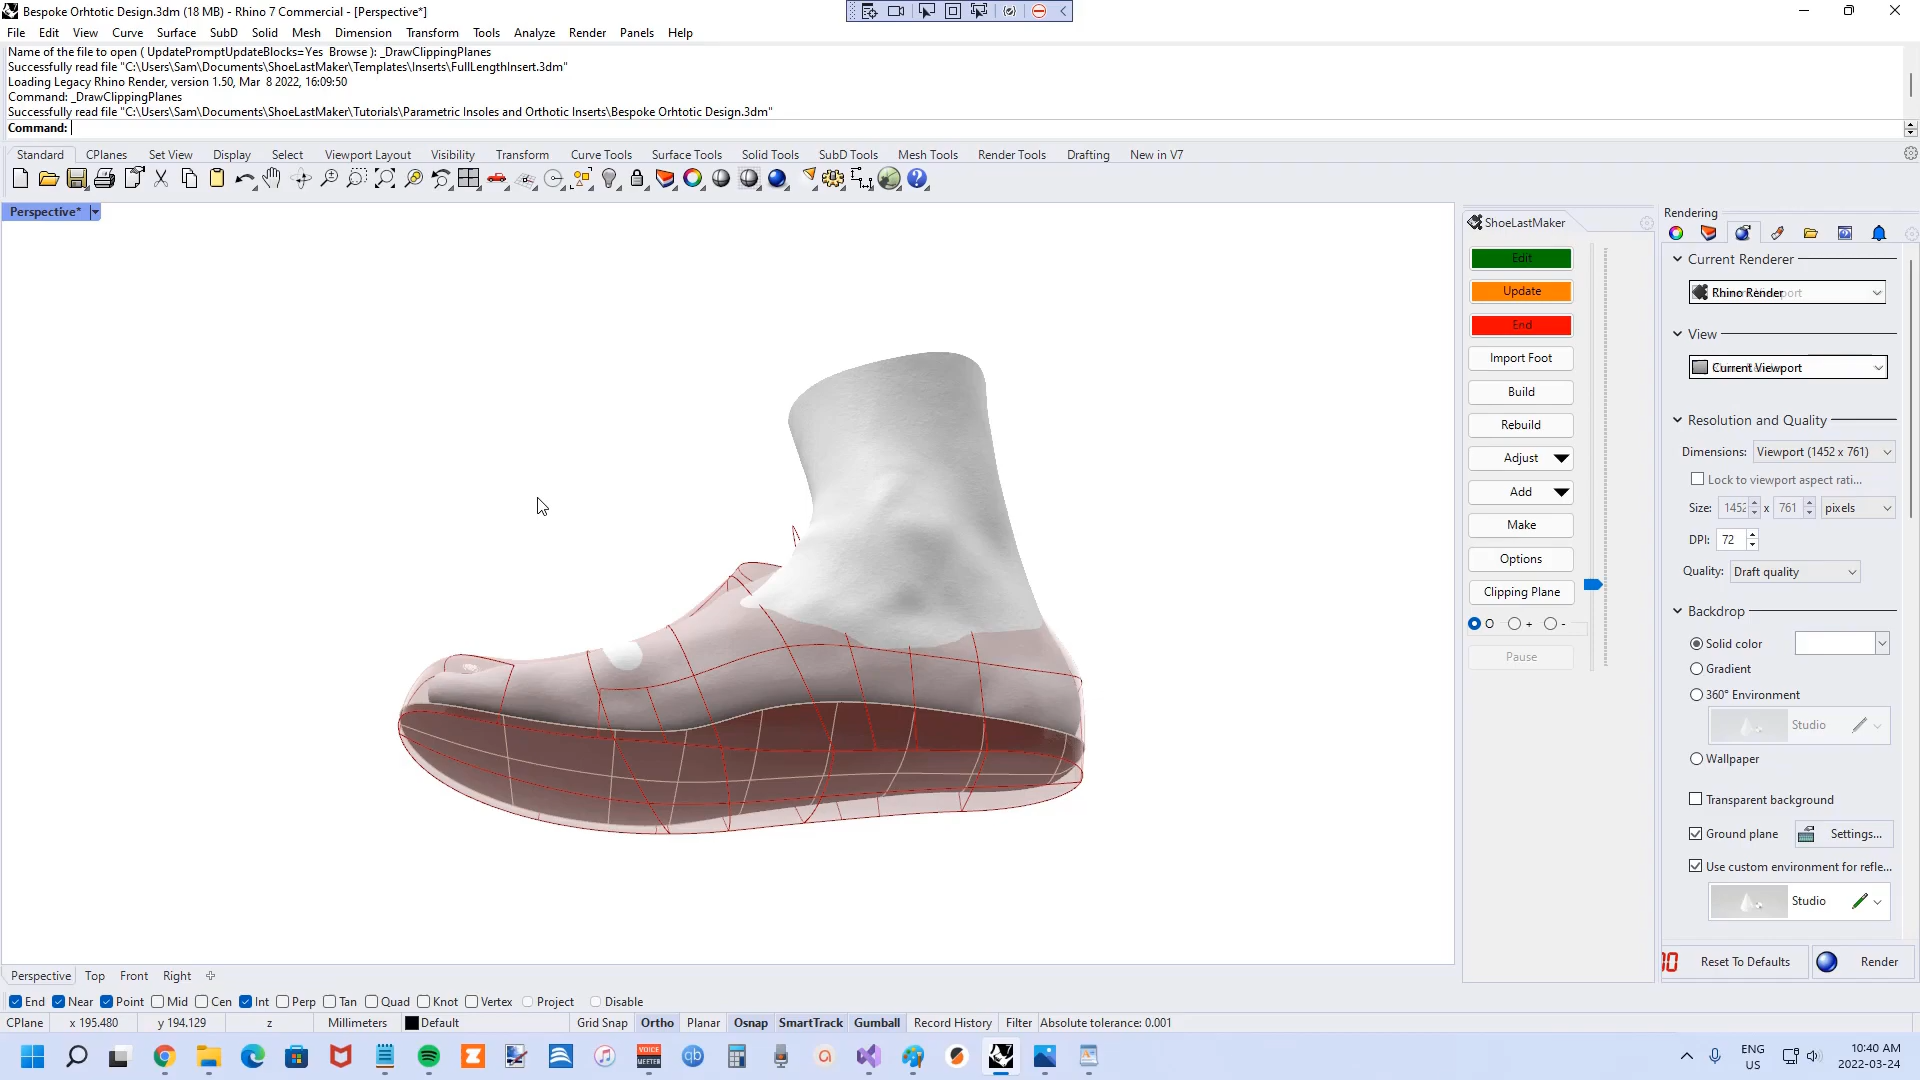 Bespoke Orhtotic Design.3dm (18 MB) - Rhino 7 Commercial - [Perspective*]
File Edit View Curve Surface SubD Solid Mesh Dimension Transform Tools Analyze Render Panels Help
Name of the file to open ( UpdatePromptUpdateBlocks=Yes  Browse ): _DrawClippingPlanes
Successfully read file "C:\Users\Sam\Documents\ShoeLastMaker\Templates\Inserts\FullLengthInsert.3dm"
Loading Legacy Rhino Render, version 1.50, Mar  8 2022, 16:09:50
Command: _DrawClippingPlanes
Successfully read file "C:\Users\Sam\Documents\ShoeLastMaker\Tutorials\Parametric Insoles and Orthotic Inserts\Bespoke Orhtotic Design.3dm"
Command:
Standard CPlanes Set View Display Select Viewport Layout Visibility Transform Curve Tools Surface Tools Solid Tools SubD Tools Mesh Tools Render Tools Drafting New in V7
Perspective*
ShoeLastMaker
Edit
Update
End
Import Foot
Build
Rebuild
Adjust
Add
Make
Options
Clipping Plane
O + -
Pause
Rendering
Current Renderer
Rhino Render
View
Current Viewport
Resolution and Quality
Dimensions: Viewport (1452 x 761)
Lock to viewport aspect rati...
Size: 1452 x 761 pixels
DPI: 72
Quality: Draft quality
Backdrop
Solid color
Gradient
360° Environment
Studio
Wallpaper
Transparent background
Ground plane Settings...
Use custom environment for refle...
Studio
Reset To Defaults Render
Perspective Top Front Right
End Near Point Mid Cen Int Perp Tan Quad Knot Vertex Project Disable
CPlane x 195.480 y 194.129 z Millimeters Default Grid Snap Ortho Planar Osnap SmartTrack Gumball Record History Filter Absolute tolerance: 0.001
VOICE MEETER
qb
ENG
US
10:40 AM
2022-03-24